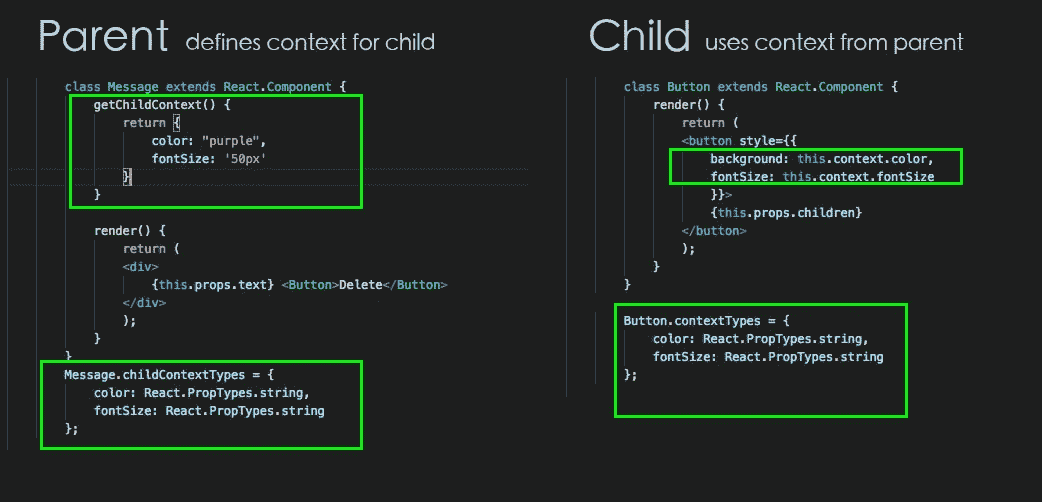 Parent defines context for child
class Message extends React.Component {
getChildContext() {
return {
color: "purple",
fontSize: '50px'
}
}
render() {
return (
<div>
{this.props.text} <Button>Delete</Button>
</div>
);
}
}
Message.childContextTypes = {
color: React.PropTypes.string,
fontSize: React.PropTypes.string
};
Child uses context from parent
class Button extends React.Component {
render() {
return (
<button style={{
background: this.context.color,
fontSize: this.context.fontSize
}}>
{this.props.children}
</button>
);
}
}
Button.contextTypes = {
color: React.PropTypes.string,
fontSize: React.PropTypes.string
};